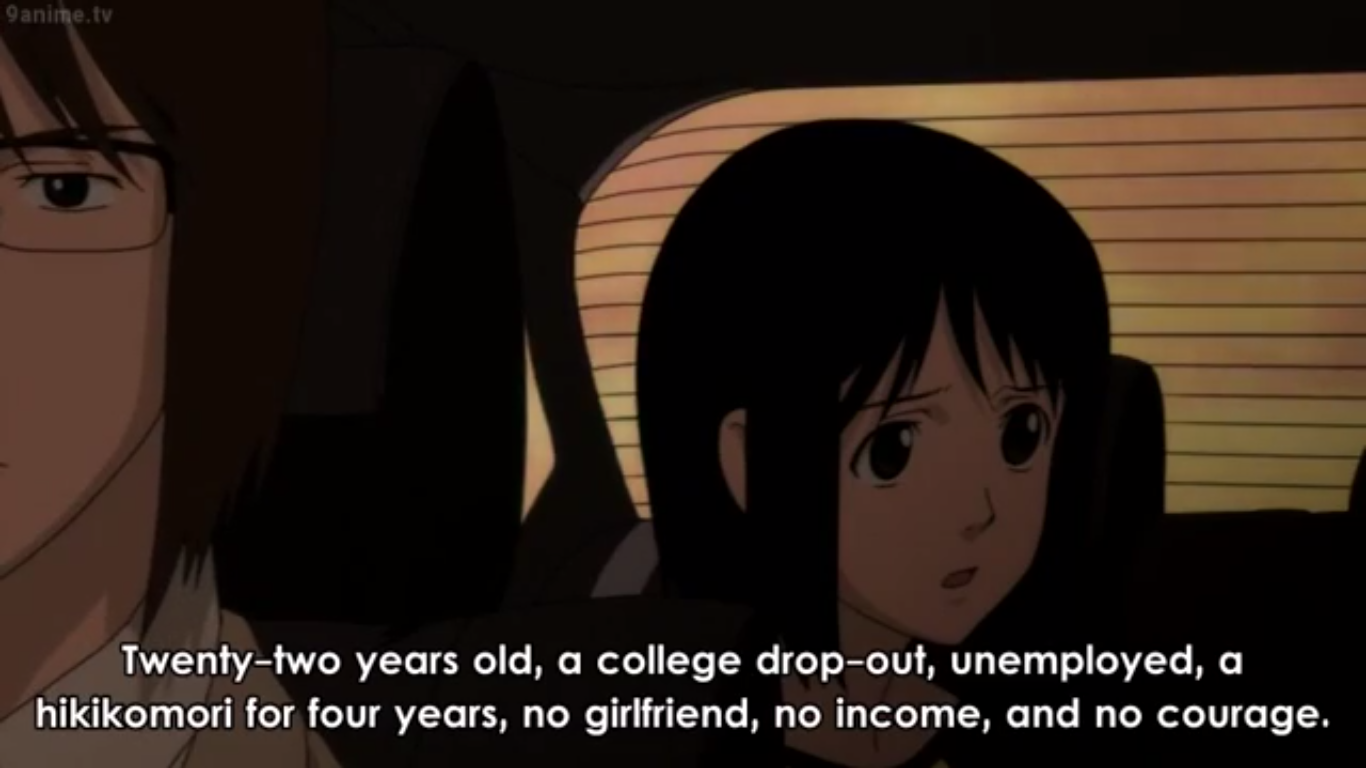 9anime.tv
Twenty-two years old, a college drop-out, unemployed, a
hikikomori for four years, no girlfriend, no income, and no courage.